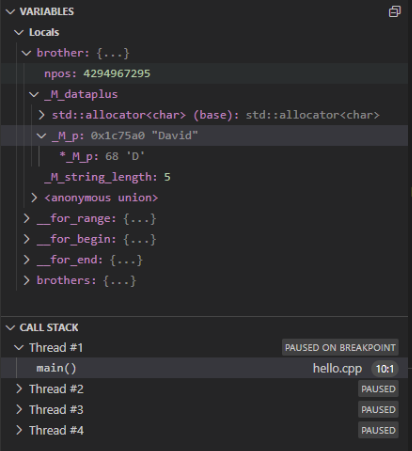 VARIABLES
Locals
brother: {...}
npos: 4294967295
_M_dataplus
std::allocator<char> (base): std::allocator<char>
_M_p: 0x1c75a0 "David"
*_M_p: 68 'D'
_M_string_length: 5
<anonymous union>
__for_range: {...}
__for_begin: {...}
__for_end: {...}
brothers: {...}
CALL STACK
Thread #1 PAUSED ON BREAKPOINT
main() hello.cpp 10:1
Thread #2 PAUSED
Thread #3 PAUSED
Thread #4 PAUSED